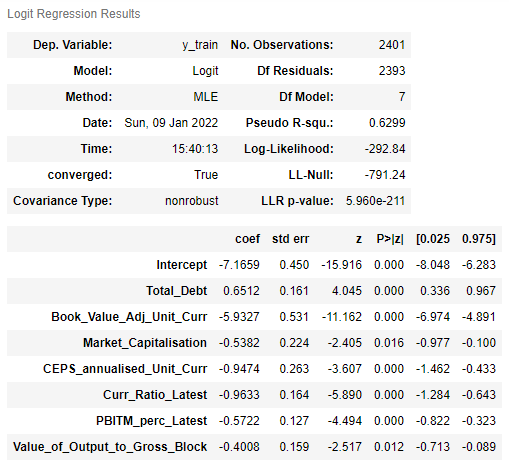 Logit Regression Results
Dep. Variable: y_train No. Observations: 2401
Model: Logit Df Residuals: 2393
Method: MLE Df Model: 7
Date: Sun, 09 Jan 2022 Pseudo R-squ.: 0.6299
Time: 15:40:13 Log-Likelihood: -292.84
converged: True LL-Null: -791.24
Covariance Type: nonrobust LLR p-value: 5.960e-211
coef std err z P>|z| [0.025 0.975]
Intercept -7.1659 0.450 -15.916 0.000 -8.048 -6.283
Total_Debt 0.6512 0.161 4.045 0.000 0.336 0.967
Book_Value_Adj_Unit_Curr -5.9327 0.531 -11.162 0.000 -6.974 -4.891
Market_Capitalisation -0.5382 0.224 -2.405 0.016 -0.977 -0.100
CEPS_annualised_Unit_Curr -0.9474 0.263 -3.607 0.000 -1.462 -0.433
Curr_Ratio_Latest -0.9633 0.164 -5.890 0.000 -1.284 -0.643
PBITM_perc_Latest -0.5722 0.127 -4.494 0.000 -0.822 -0.323
Value_of_Output_to_Gross_Block -0.4008 0.159 -2.517 0.012 -0.713 -0.089